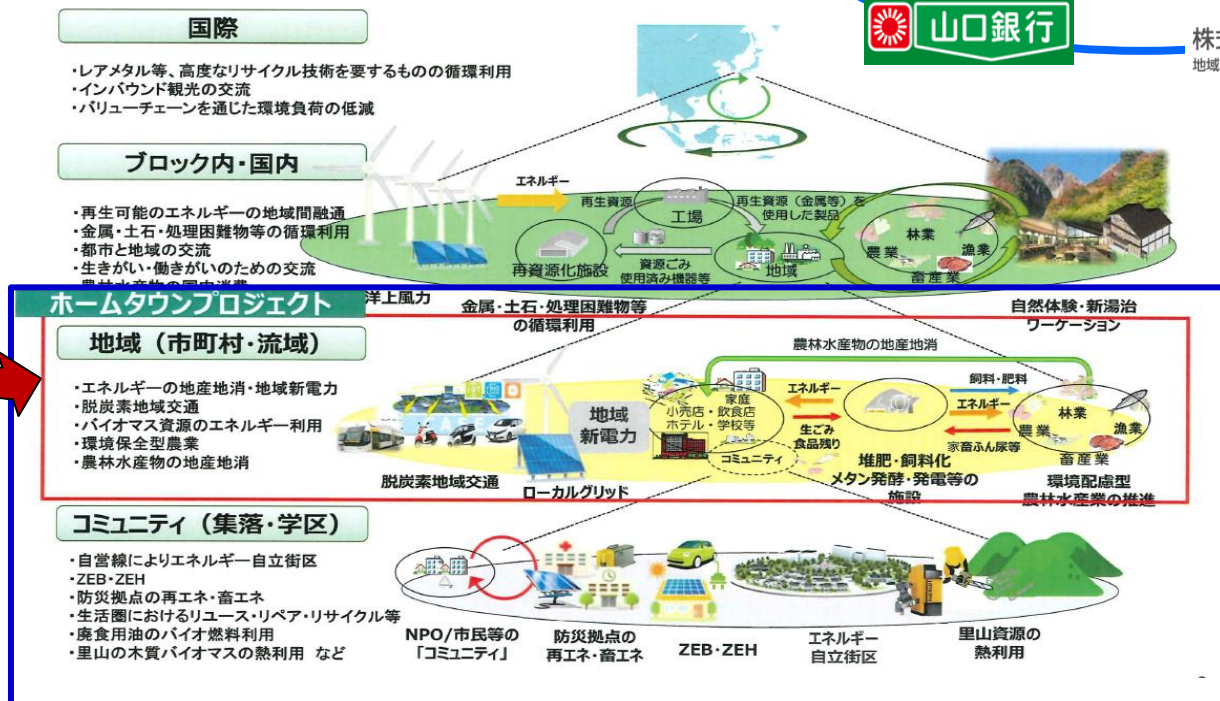 国際
・レアメタル等、高度なリサイクル技術を要するものの循環利用
・インバウンド観光の交流
・バリューチェーンを通じた環境負荷の低減
山口銀行
地域
ブロック内・国内
・再生可能のエネルギーの地域間融通
・金属・土石・処理困難物等の循環利用
・都市と地域の交流
・生きがい・働きがいのための交流
・農林水産物の国内消費
エネルギー
再生資源
工場
再生資源（金属等）を
使用した製品
再資源化施設
資源ごみ
使用済み機器等
地域
林業
農業
漁業
畜産業
洋上風力
金属・土石・処理困難物等
の循環利用
自然体験・新湯治
ワーケーション
ホームタウンプロジェクト
地域（市町村・流域）
・エネルギーの地産地消・地域新電力
・脱炭素地域交通
・バイオマス資源のエネルギー利用
・環境保全型農業
・農林水産物の地産地消
農林水産物の地産地消
地域
新電力
家庭
小売店・飲食店
ホテル・学校等
コミュニティ
エネルギー
生ごみ
食品残り
飼料・肥料
エネルギー
家畜ふん尿等
林業
農業
漁業
畜産業
脱炭素地域交通
ローカルグリッド
堆肥・飼料化
メタン発酵・発電等の
施設
環境配慮型
農林水産業の推進
コミュニティ（集落・学区）
・自営線によりエネルギー自立街区
・ZEB・ZEH
・防災拠点の再エネ・畜エネ
・生活圏におけるリユース・リペア・リサイクル等
・廃食用油のバイオ燃料利用
・里山の木質バイオマスの熱利用 など
NPO/市民等の
「コミュニティ」
防災拠点の
再エネ・畜エネ
ZEB・ZEH
エネルギー
自立街区
里山資源の
熱利用